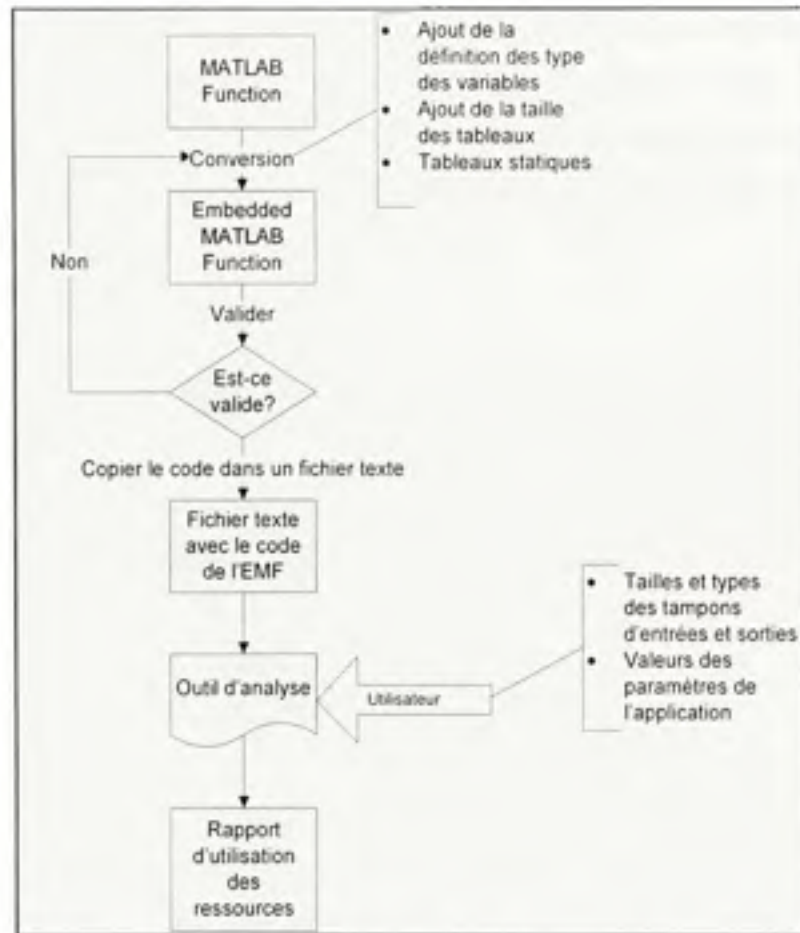 MATLAB
Function
• Ajout de la
définition des type
des variables
• Ajout de la taille
des tableaux
• Tableaux statiques
Conversion
Embedded
MATLAB
Function
Non
Valider
Est-ce
valide?
Copier le code dans un fichier texte
Fichier texte
avec le code
de l'EMF
• Tailles et types
des tampons
d'entrées et sorties
• Valeurs des
paramètres de
l'application
Outil d'analyse
Utilisateur
Rapport
d'utilisation
des
ressources